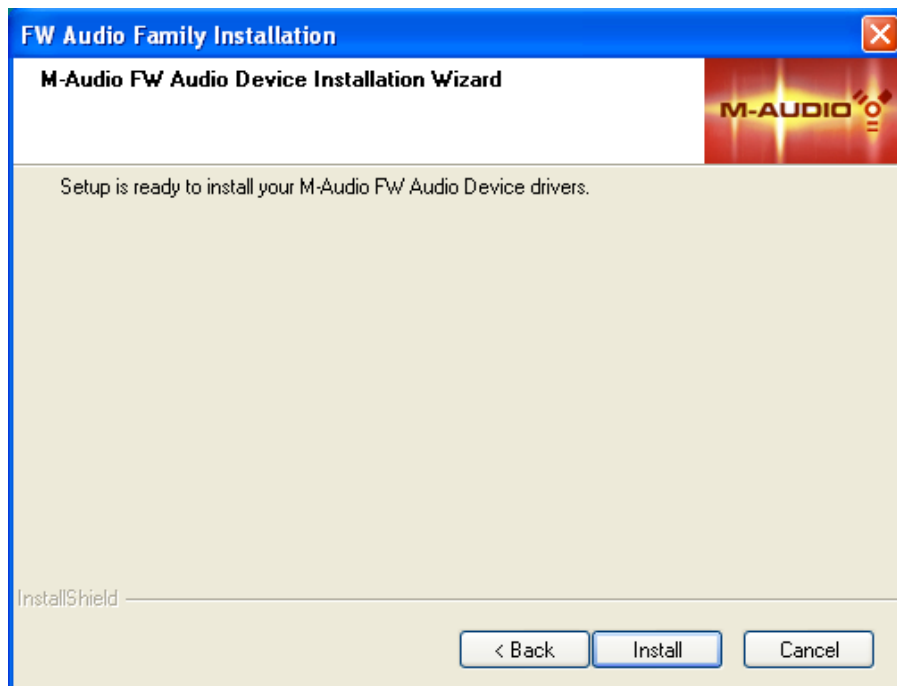 FW Audio Family Installation
M-Audio FW Audio Device Installation Wizard
M-AUDIO
Setup is ready to install your M-Audio FW Audio Device drivers.
InstallShield
< Back
Install
Cancel